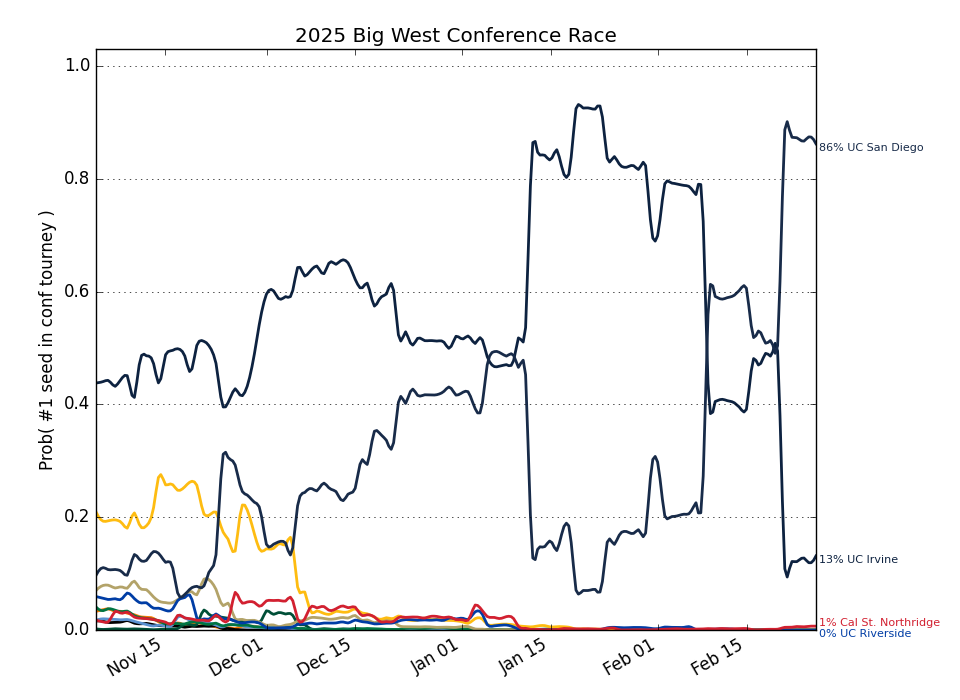 2025 Big West Conference Race
Prob( #1 seed in conf tourney )
1.0
0.8
0.6
0.4
0.2
0.0
86% UC San Diego
13% UC Irvine
1% Cal St. Northridge
0% UC Riverside
Nov 15
Dec 01
Dec 15
Jan 01
Jan 15
Feb 01
Feb 15